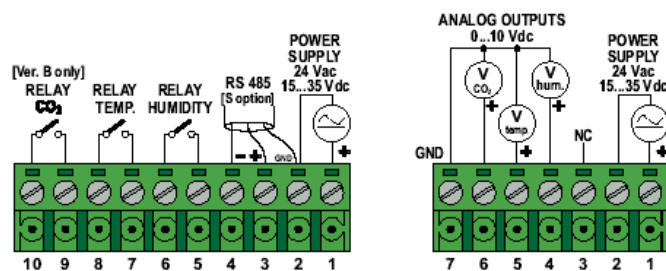 ANALOG OUTPUTS
0...10 Vdc
POWER
SUPPLY
24 Vac
15...35 Vdc
[Ver. B only]
RELAY
CO₂
RELAY
TEMP.
RELAY
HUMIDITY
RS 485
[S option]
- +
GND
+
10 9 8 7 6 5 4 3 2 1
POWER
SUPPLY
24 Vac
15...35 Vdc
V
CO₂
+
V
temp.
+
V
hum.
+
NC
GND
+
7 6 5 4 3 2 1